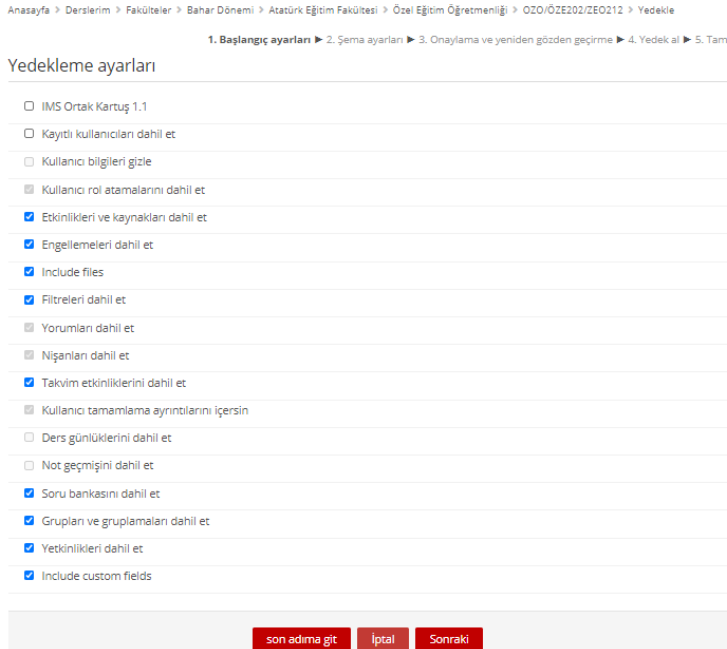 Anasayfa > Derslerim > Fakülteler > Bahar Dönemi > Atatürk Eğitim Fakültesi > Özel Eğitim Öğretmenliği > OZO/ÖZE202/ZEO212 > Yedekle
1. Başlangıç ayarları ► 2. Şema ayarları ► 3. Onaylama ve yeniden gözden geçirme ► 4. Yedek al ► 5. Tam
Yedekleme ayarları
IMS Ortak Kartuş 1.1
Kayıtlı kullanıcıları dahil et
Kullanıcı bilgileri gizle
Kullanıcı rol atamalarını dahil et
Etkinlikleri ve kaynakları dahil et
Engellemeleri dahil et
Include files
Filtreleri dahil et
Yorumları dahil et
Nişanları dahil et
Takvim etkinliklerini dahil et
Kullanıcı tamamlama ayrıntılarını içersin
Ders günlüklerini dahil et
Not geçmişini dahil et
Soru bankasını dahil et
Grupları ve gruplamaları dahil et
Yetkinlikleri dahil et
Include custom fields
son adıma git İptal Sonraki